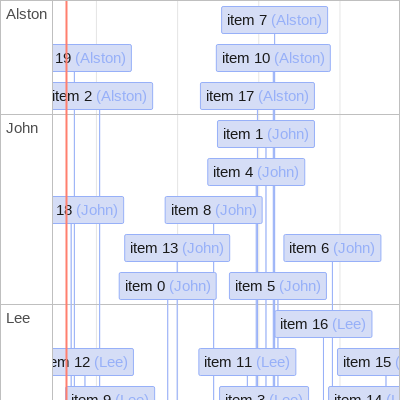 Alston
item 7 (Alston)
19 (Alston)
item 10 (Alston)
item 2 (Alston)
item 17 (Alston)
John
item 1 (John)
item 4 (John)
18 (John)
item 8 (John)
item 13 (John)
item 6 (John)
item 0 (John)
item 5 (John)
Lee
item 16 (Lee)
em 12 (Lee)
item 11 (Lee)
item 15 (
item 9 (Lee)
item 3 (Lee)
item 14 (L